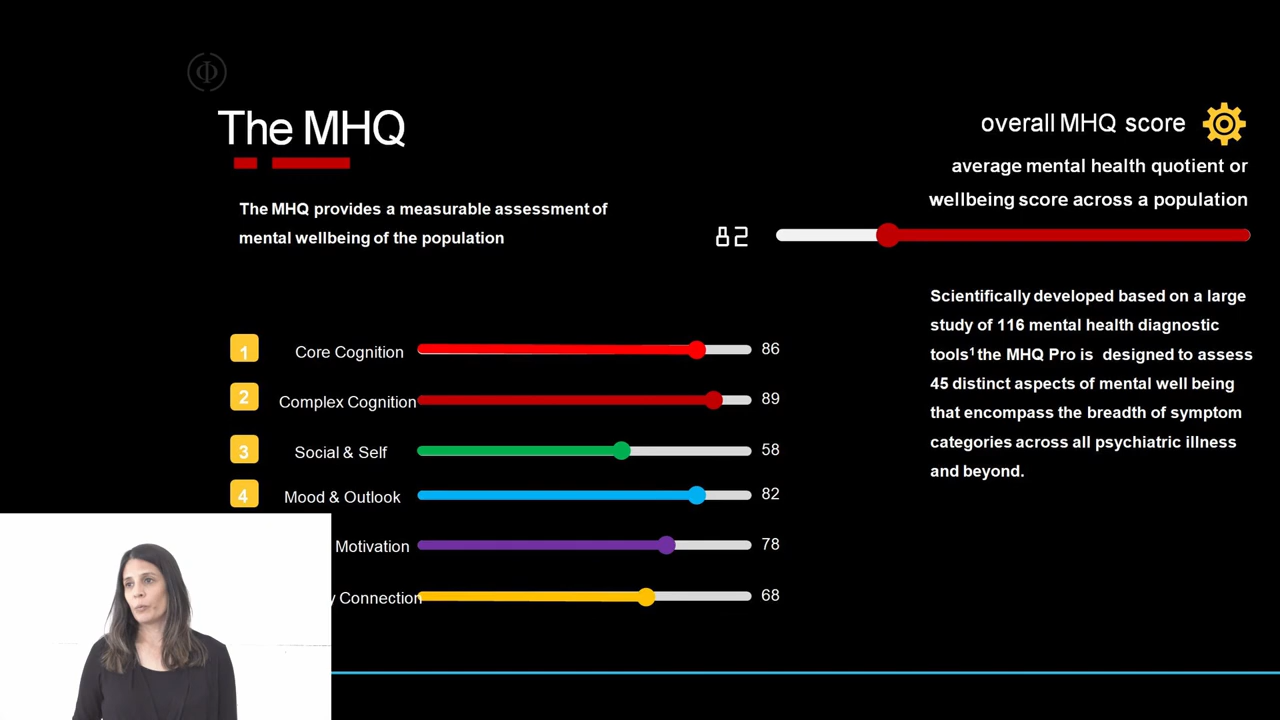 The MHQ
The MHQ provides a measurable assessment of
mental wellbeing of the population
overall MHQ score
average mental health quotient or
wellbeing score across a population
82
1 Core Cognition 86
2 Complex Cognition 89
3 Social & Self 58
4 Mood & Outlook 82
Motivation 78
y Connection 68
Scientifically developed based on a large
study of 116 mental health diagnostic
tools¹ the MHQ Pro is designed to assess
45 distinct aspects of mental well being
that encompass the breadth of symptom
categories across all psychiatric illness
and beyond.